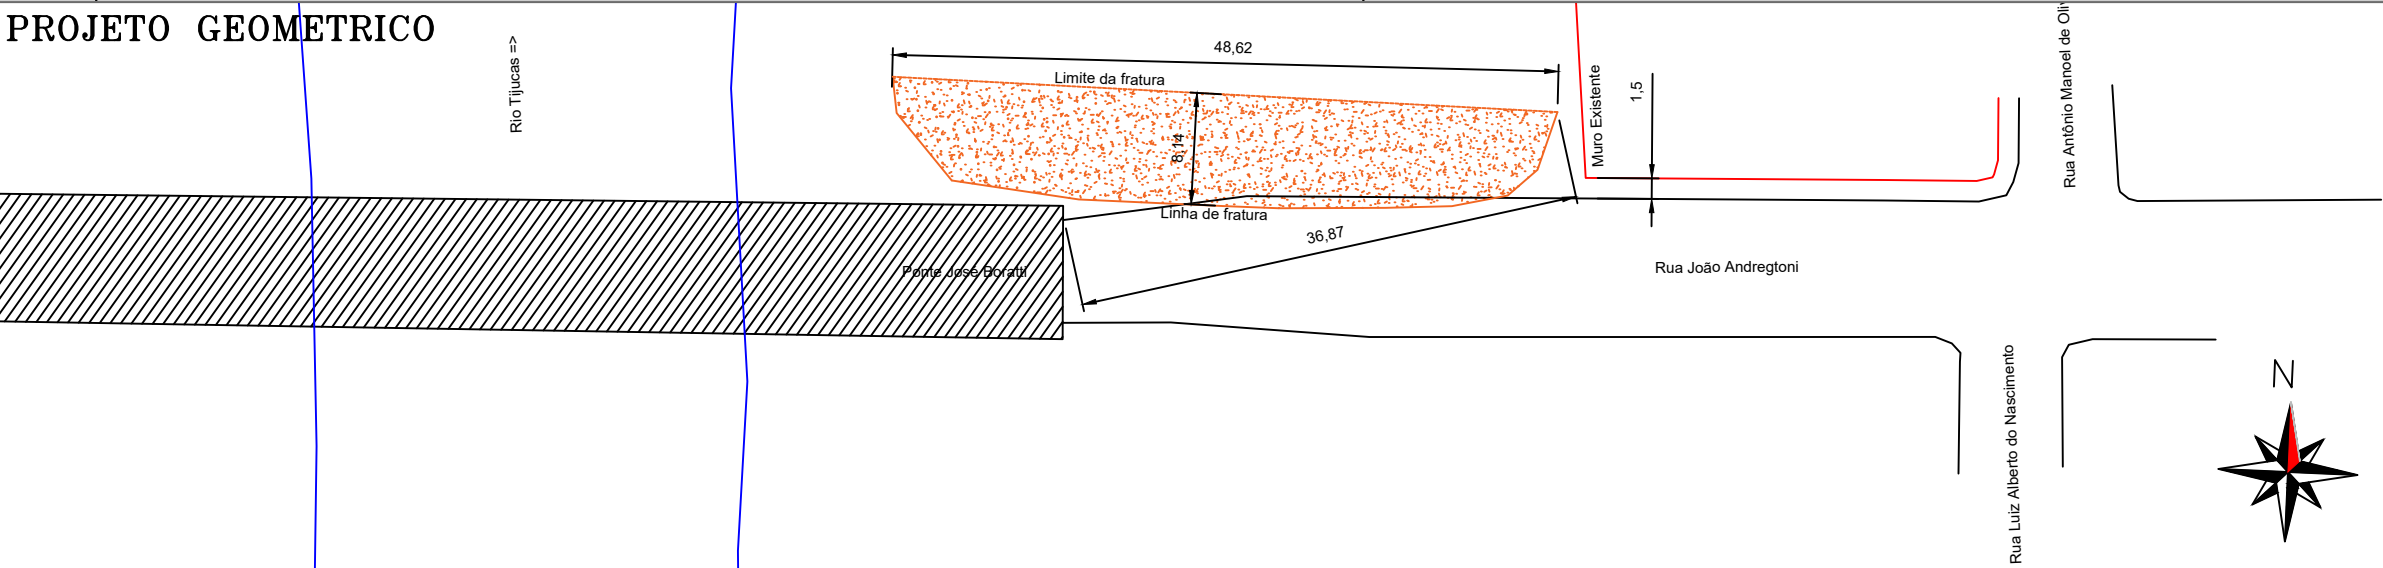 PROJETO GEOMETRICO
Rio Tijucas =>
48,62
Limite da fratura
8,14
Linha de fratura
36,87
Ponte José Boratti
Muro Existente
1,5
Rua João Andregtoni
Rua Antônio Manoel de Oliv
Rua Luiz Alberto do Nascimento
N